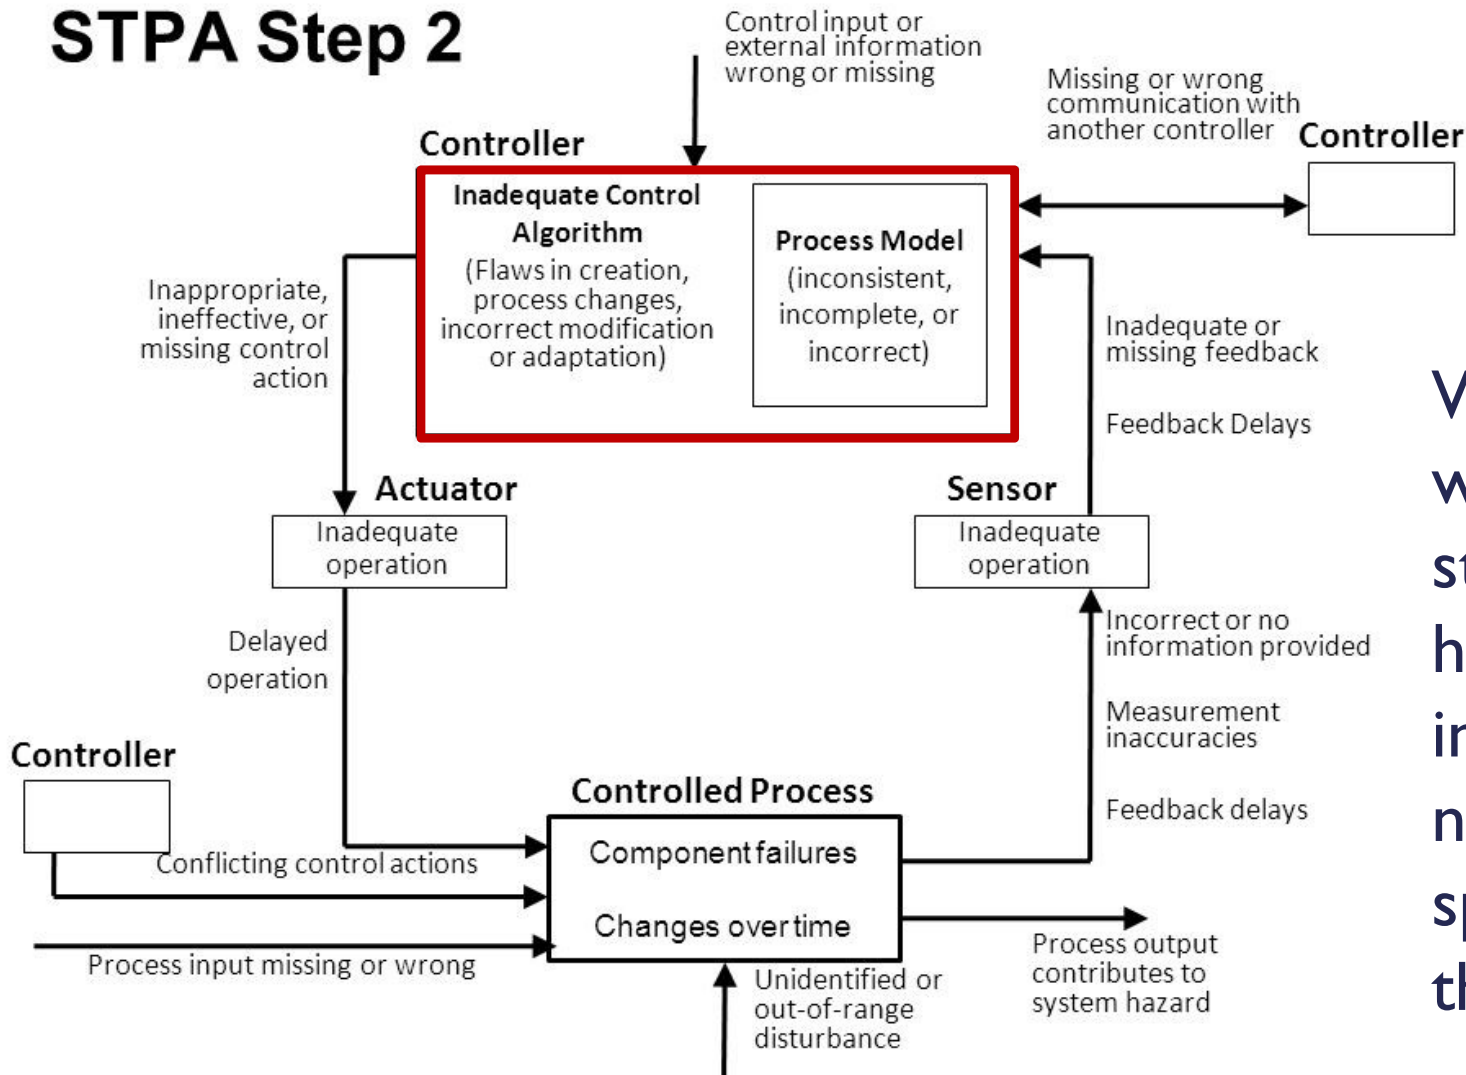 STPA Step 2
Control input or
external information
wrong or missing
Missing or wrong
communication with
another controller
Controller
Controller
Inadequate Control
Algorithm
(Flaws in creation,
process changes,
incorrect modification
or adaptation)
Process Model
(inconsistent,
incomplete, or
incorrect)
Inappropriate,
ineffective, or
missing control
action
Inadequate or
missing feedback
Feedback Delays
Actuator
Inadequate
operation
Sensor
Inadequate
operation
Delayed
operation
Incorrect or no
information provided
Measurement
inaccuracies
Feedback delays
Controller
Conflicting control actions
Controlled Process
Component failures
Changes over time
Process input missing or wrong
Unidentified or
out-of-range
disturbance
Process output
contributes to
system hazard